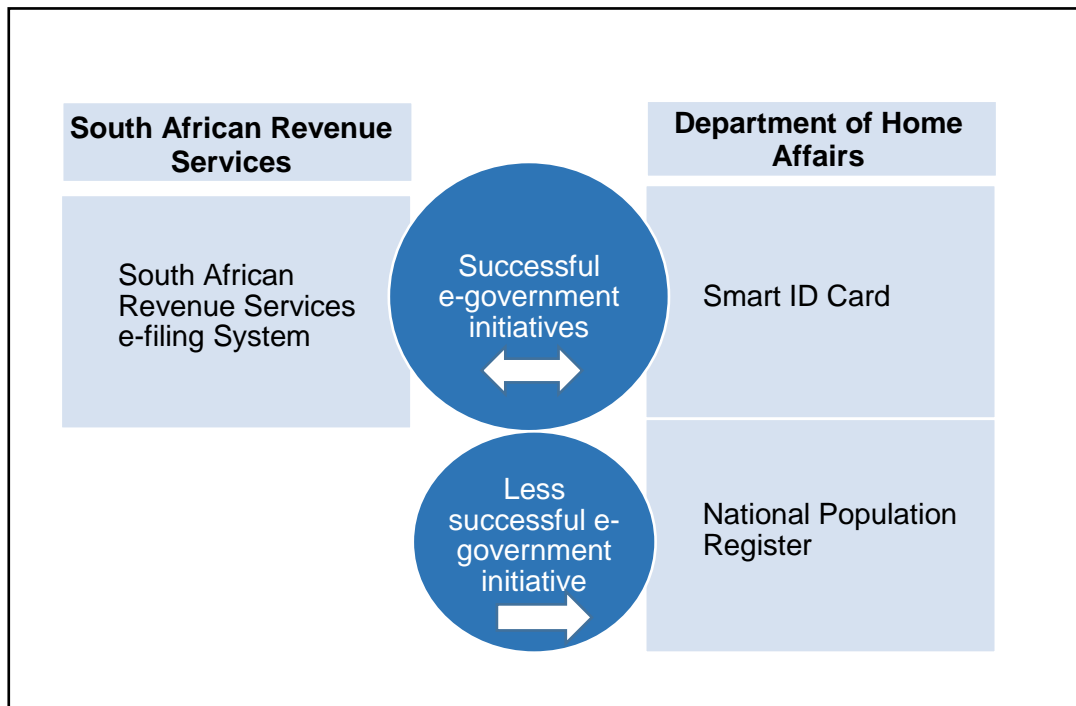 South African Revenue
Services
Department of Home
Affairs
South African
Revenue Services
e-filing System
Successful
e-government
initiatives
Smart ID Card
Less
successful e-
government
initiative
National Population
Register